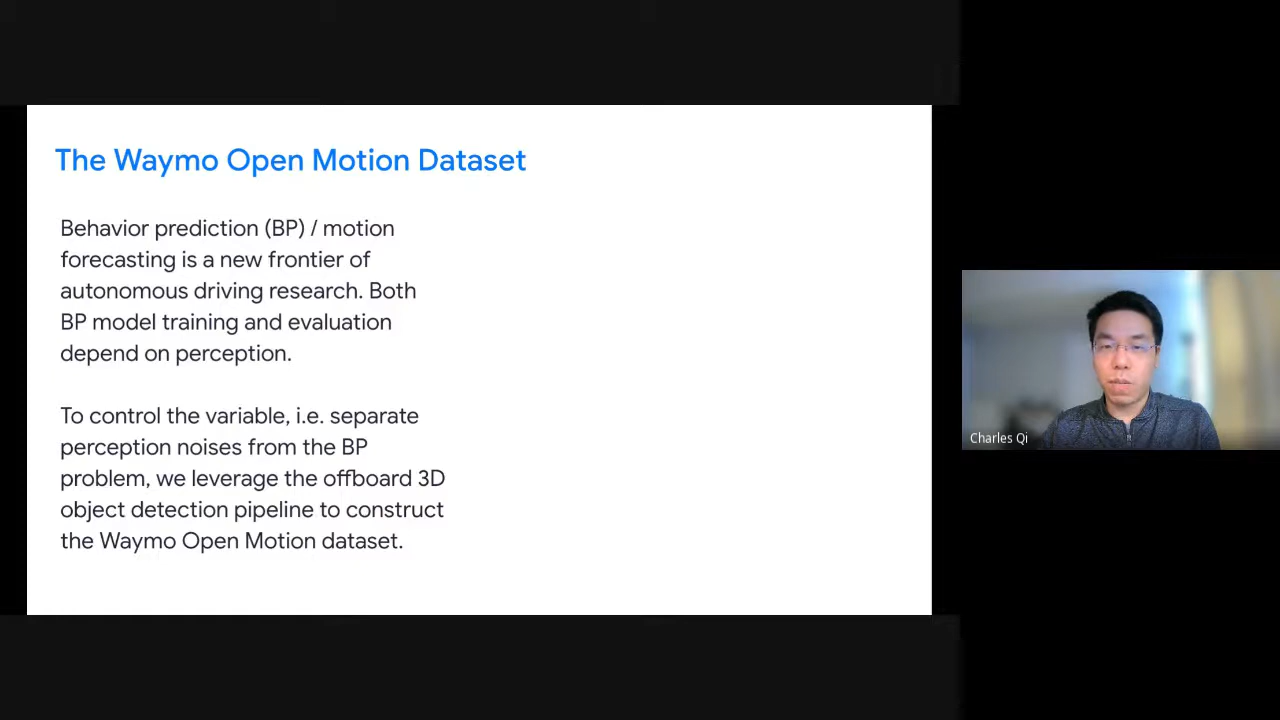 The Waymo Open Motion Dataset
Behavior prediction (BP) / motion
forecasting is a new frontier of
autonomous driving research. Both
BP model training and evaluation
depend on perception.
To control the variable, i.e. separate
perception noises from the BP
problem, we leverage the offboard 3D
object detection pipeline to construct
the Waymo Open Motion dataset.
Charles Qi